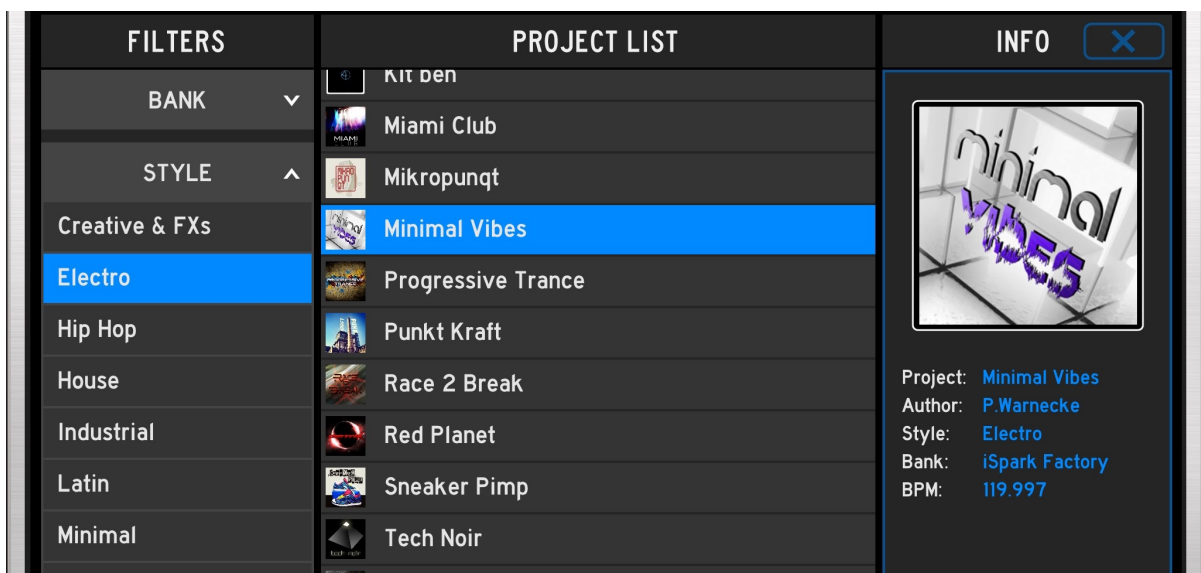 FILTERS
BANK
STYLE
Creative & FXs
Electro
Hip Hop
House
Industrial
Latin
Minimal
PROJECT LIST
Kit ben
Miami Club
Mikropunqt
Minimal Vibes
Progressive Trance
Punkt Kraft
Race 2 Break
Red Planet
Sneaker Pimp
Tech Noir
INFO
minimal
VIBES
Project: Minimal Vibes
Author: P.Warnecke
Style: Electro
Bank: iSpark Factory
BPM: 119.997